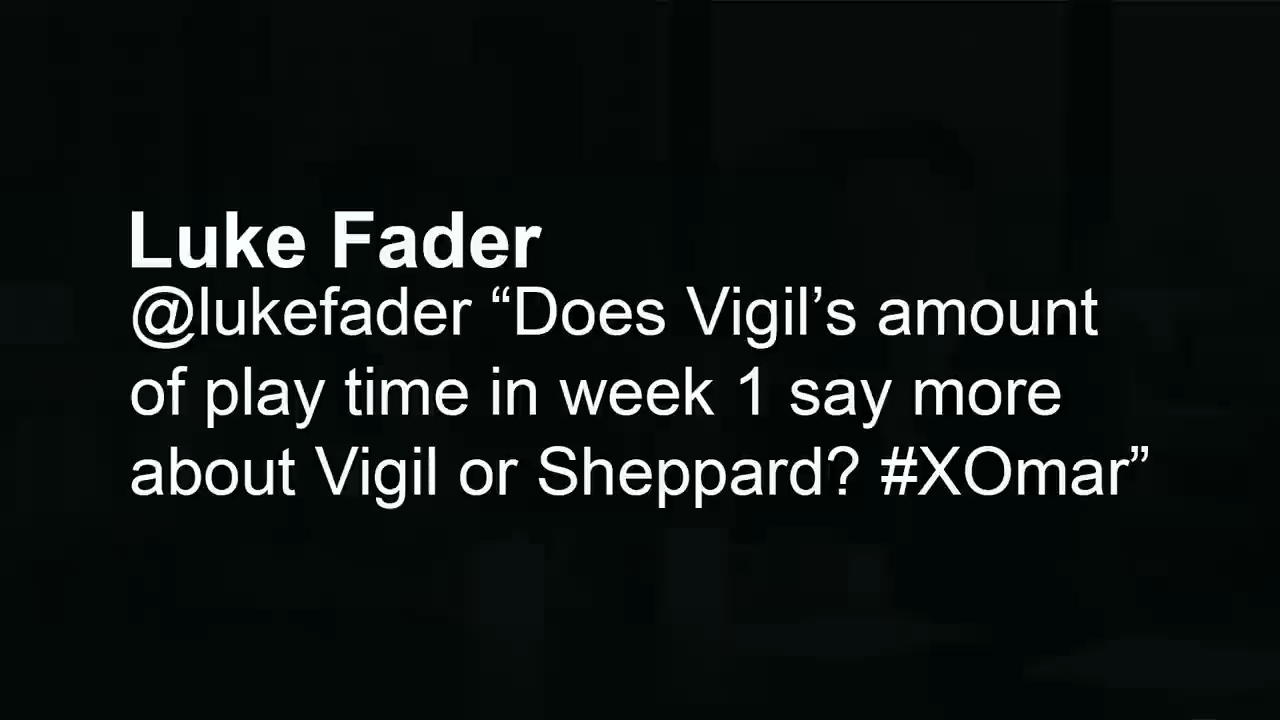 Luke Fader
@lukefader “Does Vigil’s amount
of play time in week 1 say more
about Vigil or Sheppard? #XOmar”